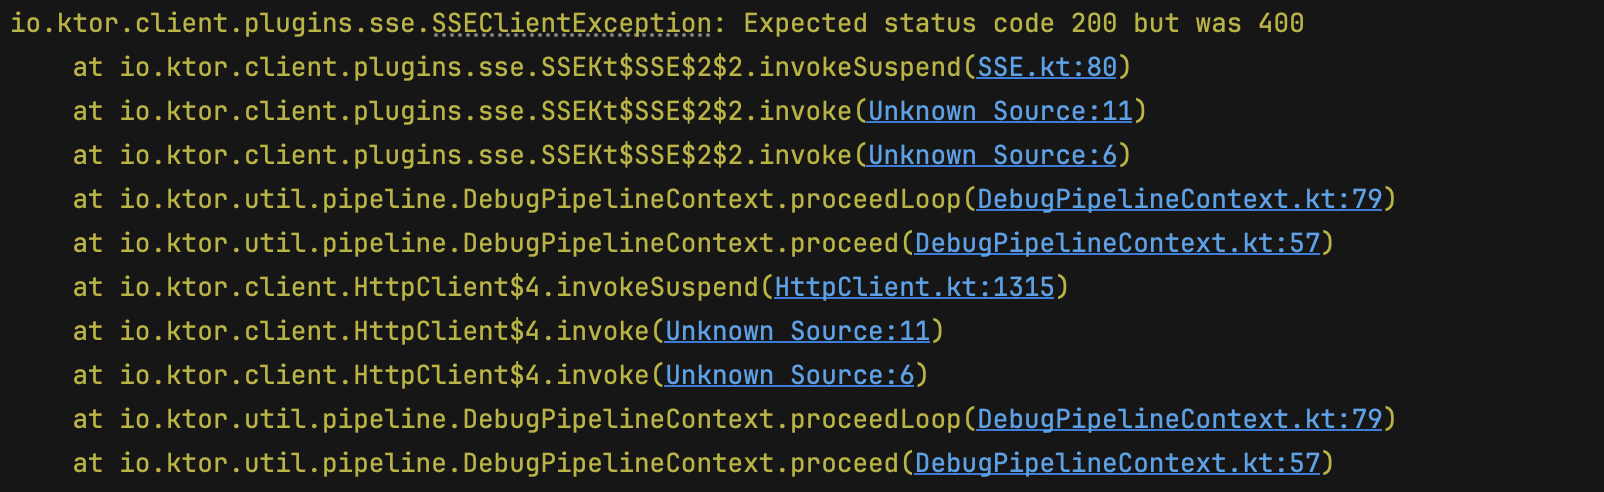 io.ktor.client.plugins.sse.SSEClientException: Expected status code 200 but was 400
at io.ktor.client.plugins.sse.SSEKt$SSE$2$2.invokeSuspend(SSE.kt:80)
at io.ktor.client.plugins.sse.SSEKt$SSE$2$2.invoke(Unknown Source:11)
at io.ktor.client.plugins.sse.SSEKt$SSE$2$2.invoke(Unknown Source:6)
at io.ktor.util.pipeline.DebugPipelineContext.proceedLoop(DebugPipelineContext.kt:79)
at io.ktor.util.pipeline.DebugPipelineContext.proceed(DebugPipelineContext.kt:57)
at io.ktor.client.HttpClient$4.invokeSuspend(HttpClient.kt:1315)
at io.ktor.client.HttpClient$4.invoke(Unknown Source:11)
at io.ktor.client.HttpClient$4.invoke(Unknown Source:6)
at io.ktor.util.pipeline.DebugPipelineContext.proceedLoop(DebugPipelineContext.kt:79)
at io.ktor.util.pipeline.DebugPipelineContext.proceed(DebugPipelineContext.kt:57)